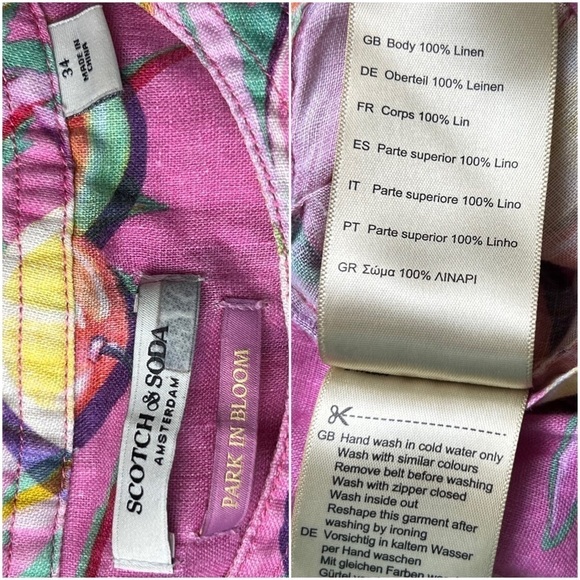 34
MADE IN
CHINA
SCOTCH & SODA
AMSTERDAM
PARK IN BLOOM
GB Body 100% Linen
DE Oberteil 100% Leinen
FR Corps 100% Lin
ES Parte superior 100% Lino
IT Parte superiore 100% Lino
PT Parte superior 100% Linho
GR Σώμα 100% ΛΙΝΑΡΙ
GB Hand wash in cold water only
Wash with similar colours
Remove belt before washing
Wash with zipper closed
Wash inside out
Reshape this garment after
washing by ironing
DE Vorsichtig in kaltem Wasser
per Hand waschen
Mit gleichen Farben
Gürtel